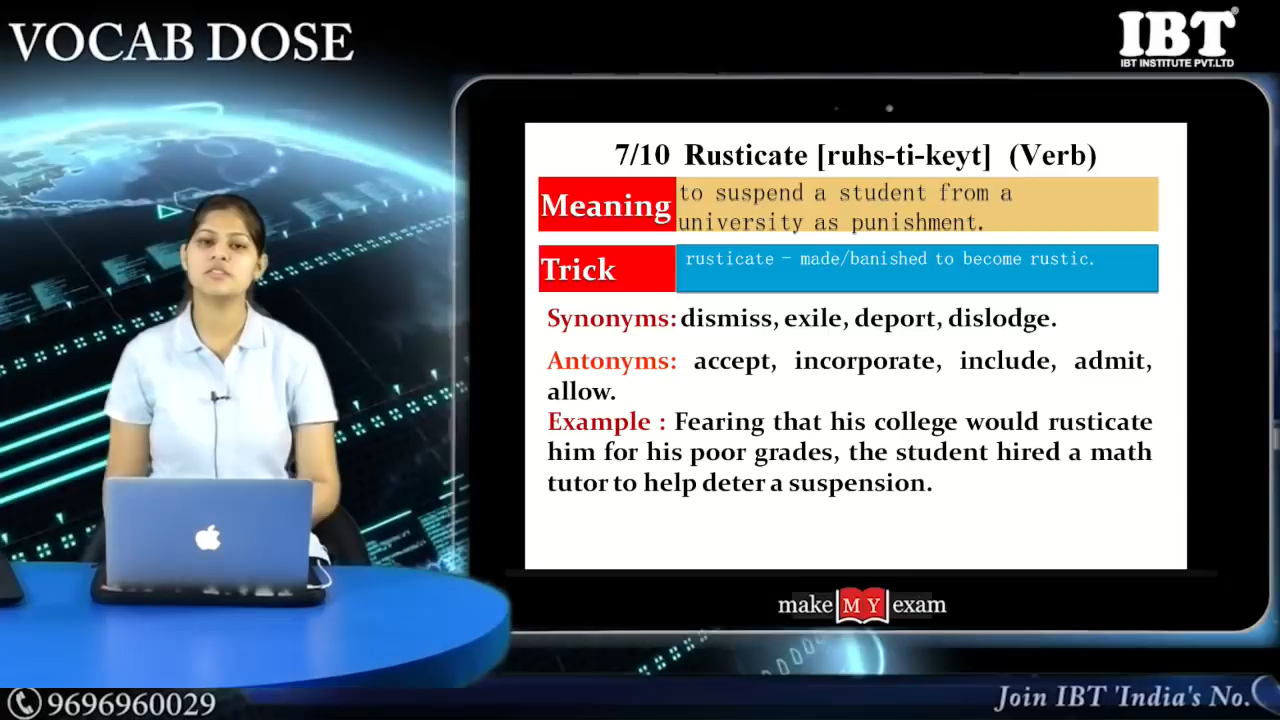 VOCAB DOSE
IBT®
IBT INSTITUTE PVT.LTD
7/10 Rusticate [ruhs-ti-keyt] (Verb)
Meaning
to suspend a student from a
university as punishment.
Trick
rusticate – made/banished to become rustic.
Synonyms: dismiss, exile, deport, dislodge.
Antonyms: accept, incorporate, include, admit,
allow.
Example : Fearing that his college would rusticate
him for his poor grades, the student hired a math
tutor to help deter a suspension.
make MY exam
9696960029
Join IBT 'India's No.